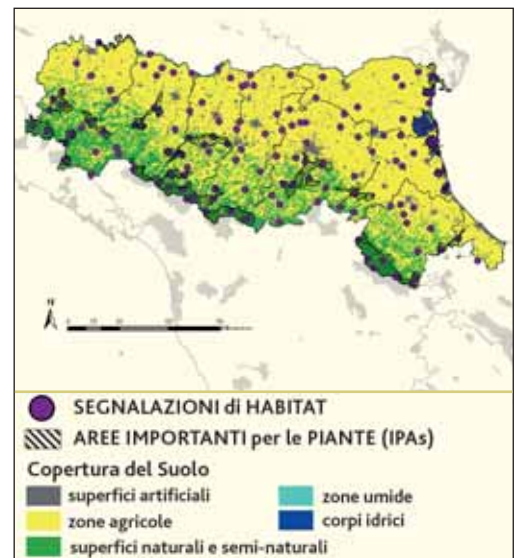 N
SEGNALAZIONI di HABITAT
AREE IMPORTANTI per le PIANTE (IPAs)
Copertura del Suolo
superfici artificiali
zone umide
zone agricole
corpi idrici
superfici naturali e semi-naturali